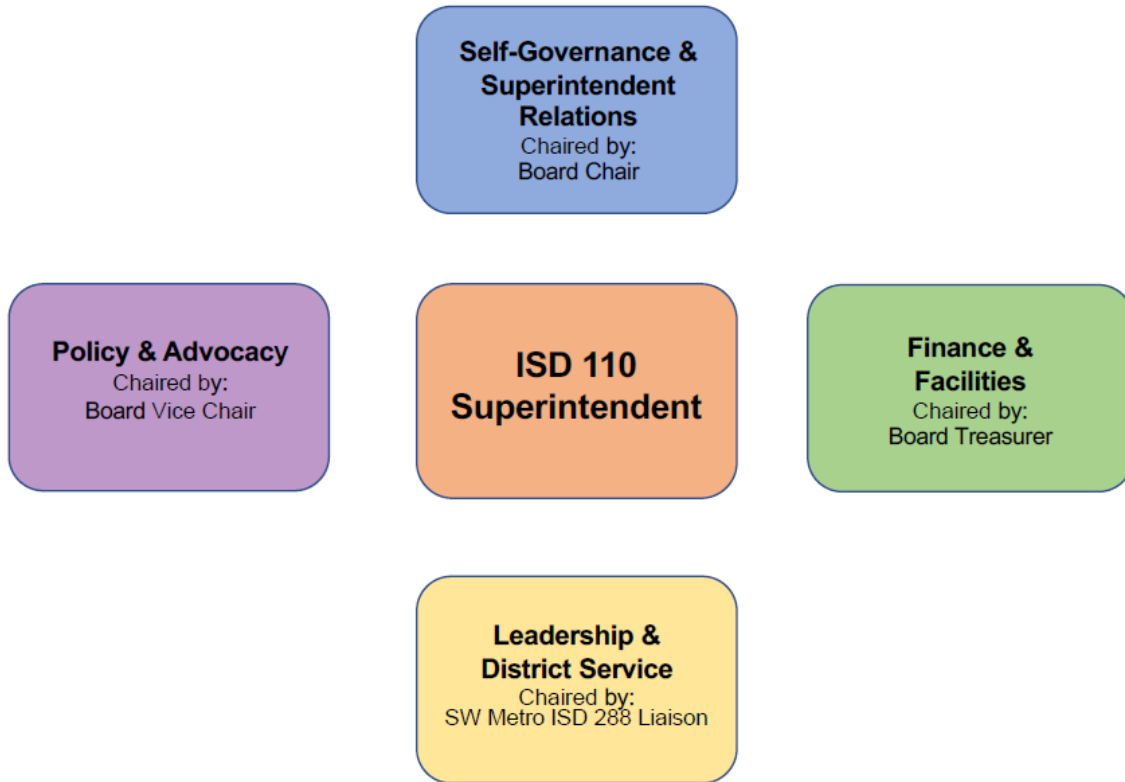 Self-Governance &
Superintendent
Relations
Chaired by:
Board Chair
Policy & Advocacy
Chaired by:
Board Vice Chair
ISD 110
Superintendent
Finance &
Facilities
Chaired by:
Board Treasurer
Leadership &
District Service
Chaired by:
SW Metro ISD 288 Liaison